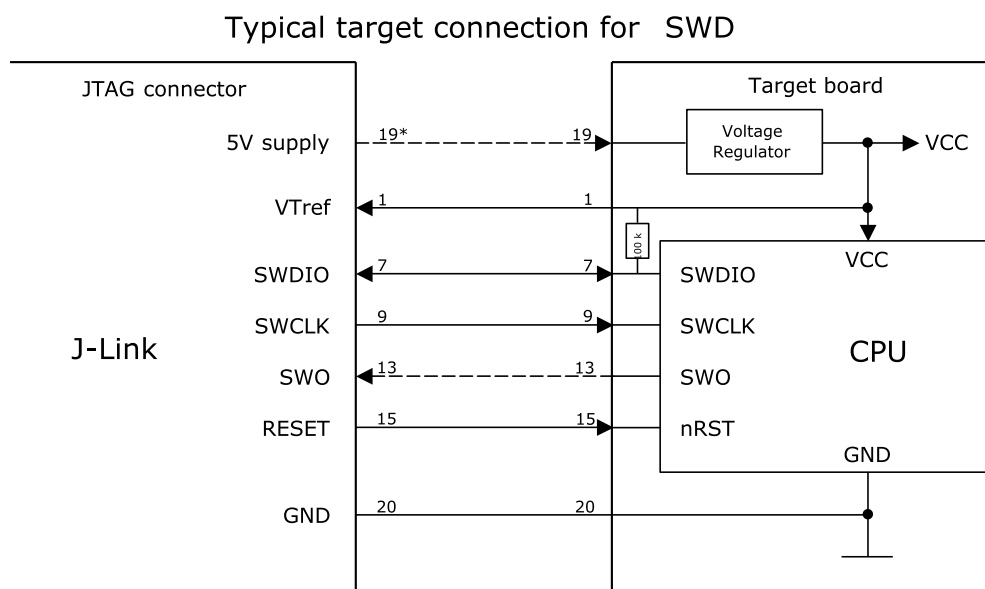 Typical target connection for SWD
JTAG connector
Target board
5V supply
19*
19
Voltage
Regulator
VCC
VTref
1
1
100 k
VCC
SWDIO
7
7
SWDIO
SWCLK
9
9
SWCLK
J-Link
CPU
SWO
13
13
SWO
RESET
15
15
nRST
GND
GND
20
20